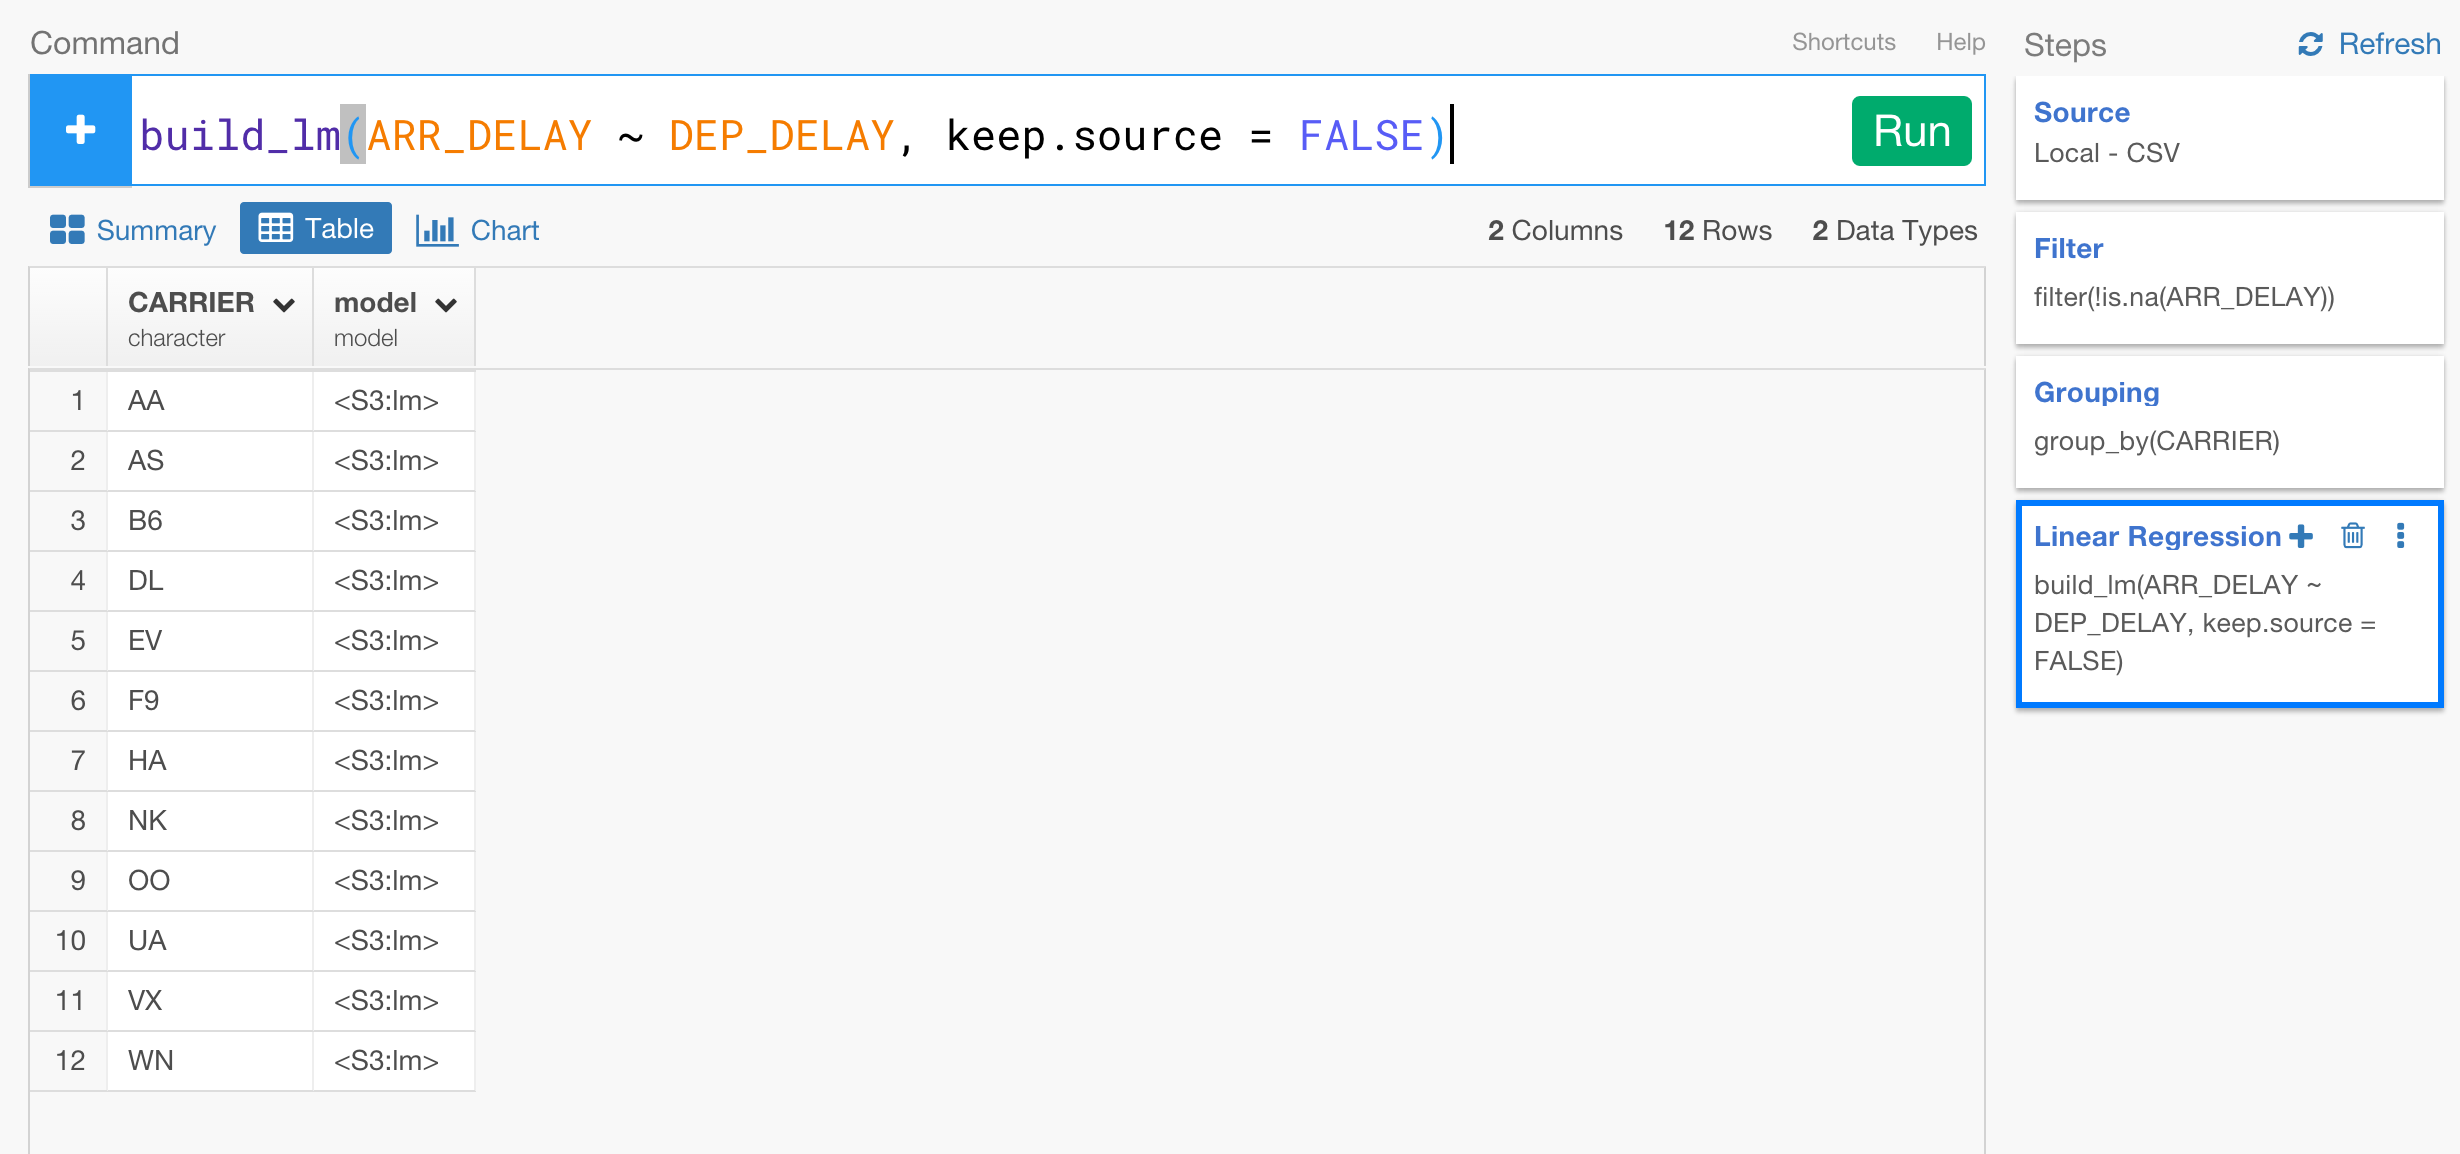 Command
Shortcuts Help
build_lm(ARR_DELAY ~ DEP_DELAY, keep.source = FALSE)
Run
Summary Table Chart
2 Columns 12 Rows 2 Data Types
CARRIER model
character model
1 AA <S3:lm>
2 AS <S3:lm>
3 B6 <S3:lm>
4 DL <S3:lm>
5 EV <S3:lm>
6 F9 <S3:lm>
7 HA <S3:lm>
8 NK <S3:lm>
9 OO <S3:lm>
10 UA <S3:lm>
11 VX <S3:lm>
12 WN <S3:lm>
Steps Refresh
Source
Local - CSV
Filter
filter(!is.na(ARR_DELAY))
Grouping
group_by(CARRIER)
Linear Regression
build_lm(ARR_DELAY ~
DEP_DELAY, keep.source =
FALSE)